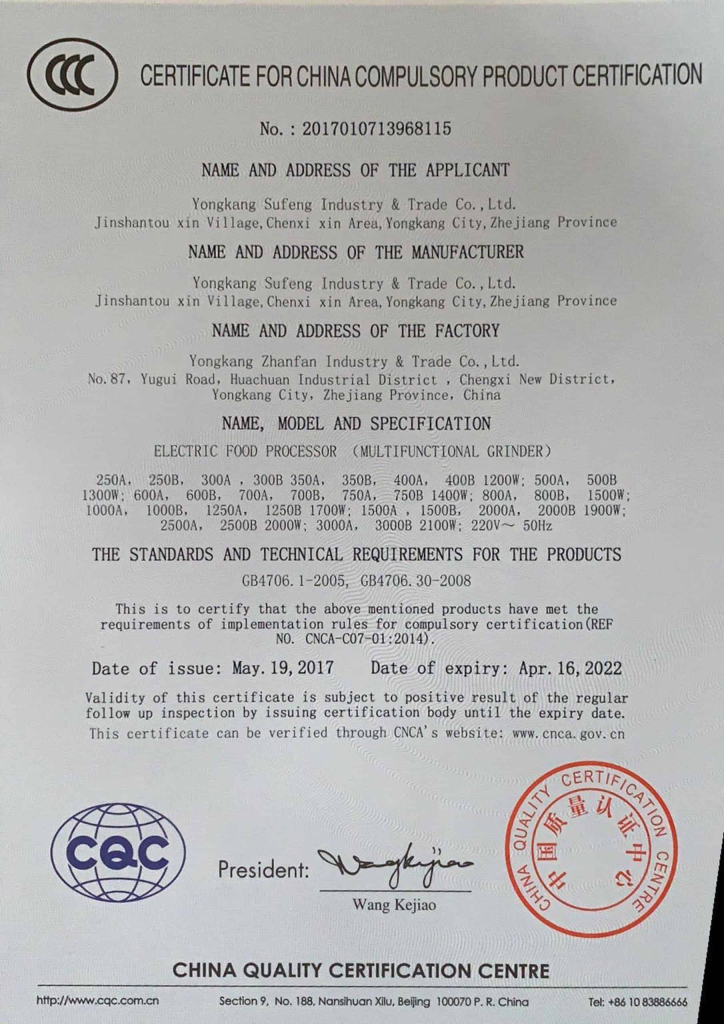 CCC
CERTIFICATE FOR CHINA COMPULSORY PRODUCT CERTIFICATION
No. : 2017010713968115
NAME AND ADDRESS OF THE APPLICANT
Yongkang Sufeng Industry & Trade Co.,Ltd.
Jinshantou xin Village,Chenxi xin Area,Yongkang City,Zhejiang Province
NAME AND ADDRESS OF THE MANUFACTURER
Yongkang Sufeng Industry & Trade Co.,Ltd.
Jinshantou xin Village,Chenxi xin Area,Yongkang City,Zhejiang Province
NAME AND ADDRESS OF THE FACTORY
Yongkang Zhanfan Industry & Trade Co.,Ltd.
No.87, Yugui Road, Huachuan Industrial District , Chengxi New District,
Yongkang City, Zhejiang Province, China
NAME, MODEL AND SPECIFICATION
ELECTRIC FOOD PROCESSOR （MULTIFUNCTIONAL GRINDER）
250A, 250B, 300A , 300B 350A, 350B, 400A, 400B 1200W; 500A, 500B
1300W; 600A, 600B, 700A, 700B, 750A, 750B 1400W; 800A, 800B, 1500W;
1000A, 1000B, 1250A, 1250B 1700W; 1500A , 1500B, 2000A, 2000B 1900W;
2500A, 2500B 2000W; 3000A, 3000B 2100W; 220V～ 50Hz
THE STANDARDS AND TECHNICAL REQUIREMENTS FOR THE PRODUCTS
GB4706.1-2005, GB4706.30-2008
This is to certify that the above mentioned products have met the
requirements of implementation rules for compulsory certification(REF
NO. CNCA-C07-01:2014).
Date of issue: May.19,2017 Date of expiry: Apr.16,2022
Validity of this certificate is subject to positive result of the regular
follow up inspection by issuing certification body until the expiry date.
This certificate can be verified through CNCA's website: www.cnca.gov.cn
CHINA QUALITY CERTIFICATION CENTRE
中国质量认证中心
CQC
President: Wangkejiao
Wang Kejiao
CHINA QUALITY CERTIFICATION CENTRE
http://www.cqc.com.cn Section 9, No. 188, Nansihuan Xilu, Beijing 100070 P. R. China Tel: +86 10 83886666